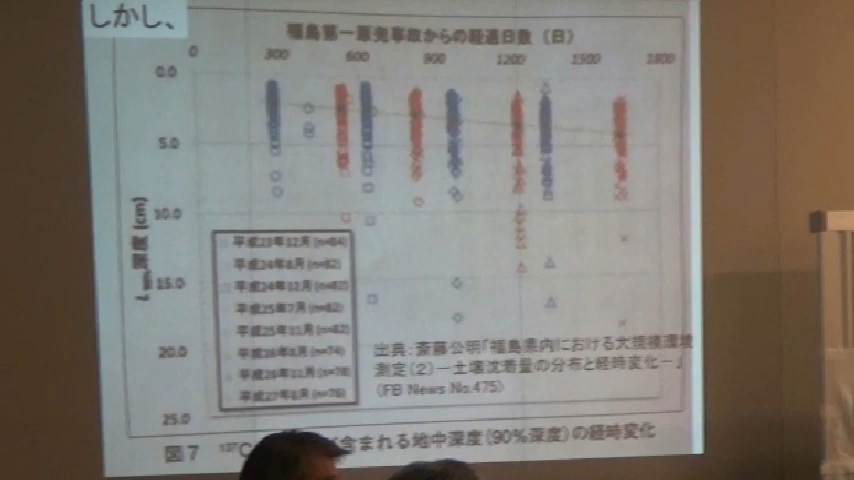 しかし、
福島第一原発事故からの経過日数（日）
0 300 600 900 1200 1500 1800
0.0
5.0
10.0
15.0
20.0
25.0
深度 (cm)
平成23年12月 (n=84)
平成24年8月 (n=82)
平成24年12月 (n=82)
平成25年7月 (n=82)
平成25年11月 (n=82)
平成26年8月 (n=74)
平成26年11月 (n=78)
平成27年8月 (n=76)
出典：斎藤公明「福島県内における大規模環境
測定（2）ー土壌沈着量の分布と経時変化ー」
（FB News No.475）
図7 137C 含まれる地中深度（90%深度）の経時変化